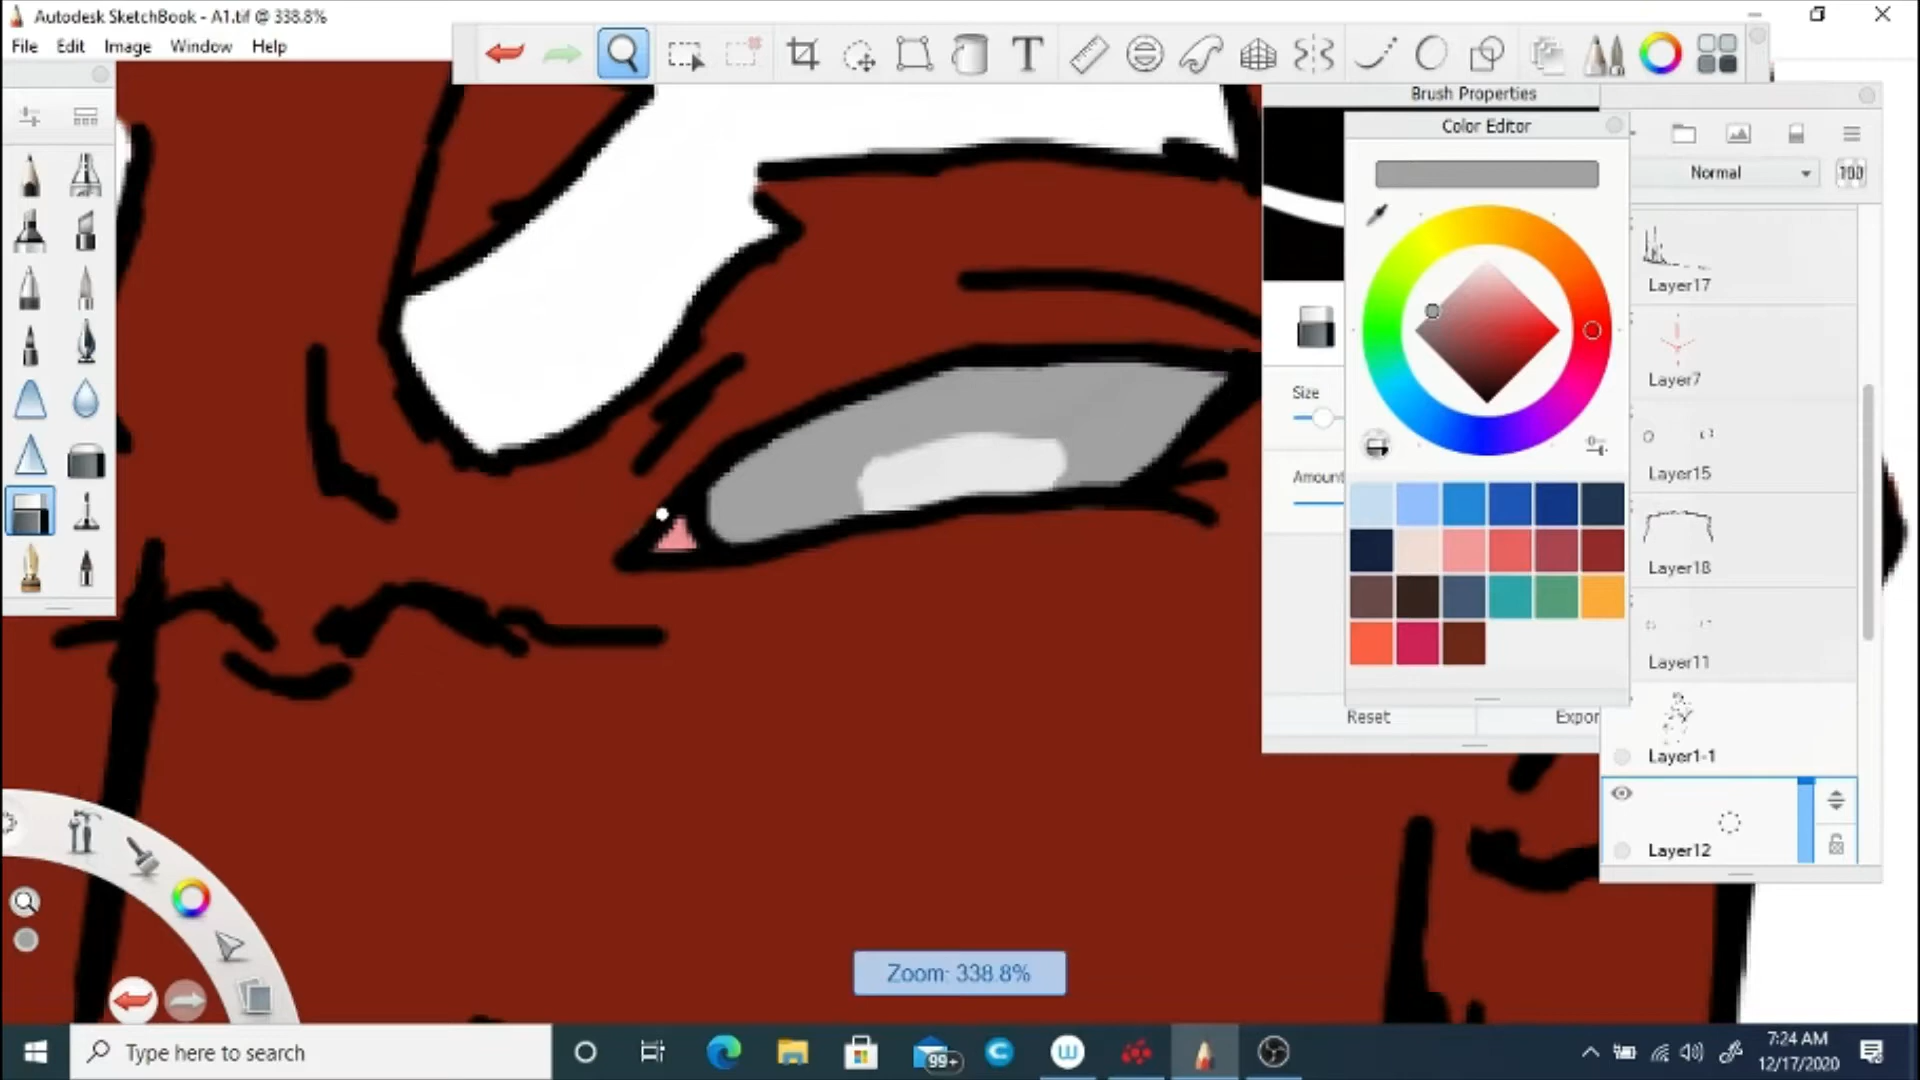 Autodesk SketchBook - A1.tif @ 338.8%
File Edit Image Window Help
T
Brush Properties
Color Editor
Normal
100
Layer17
Layer7
Size
Layer15
Amount
Layer18
Layer11
Reset
Expor
Layer1-1
Layer12
Zoom: 338.8%
Type here to search
99+
7:24 AM
12/17/2020